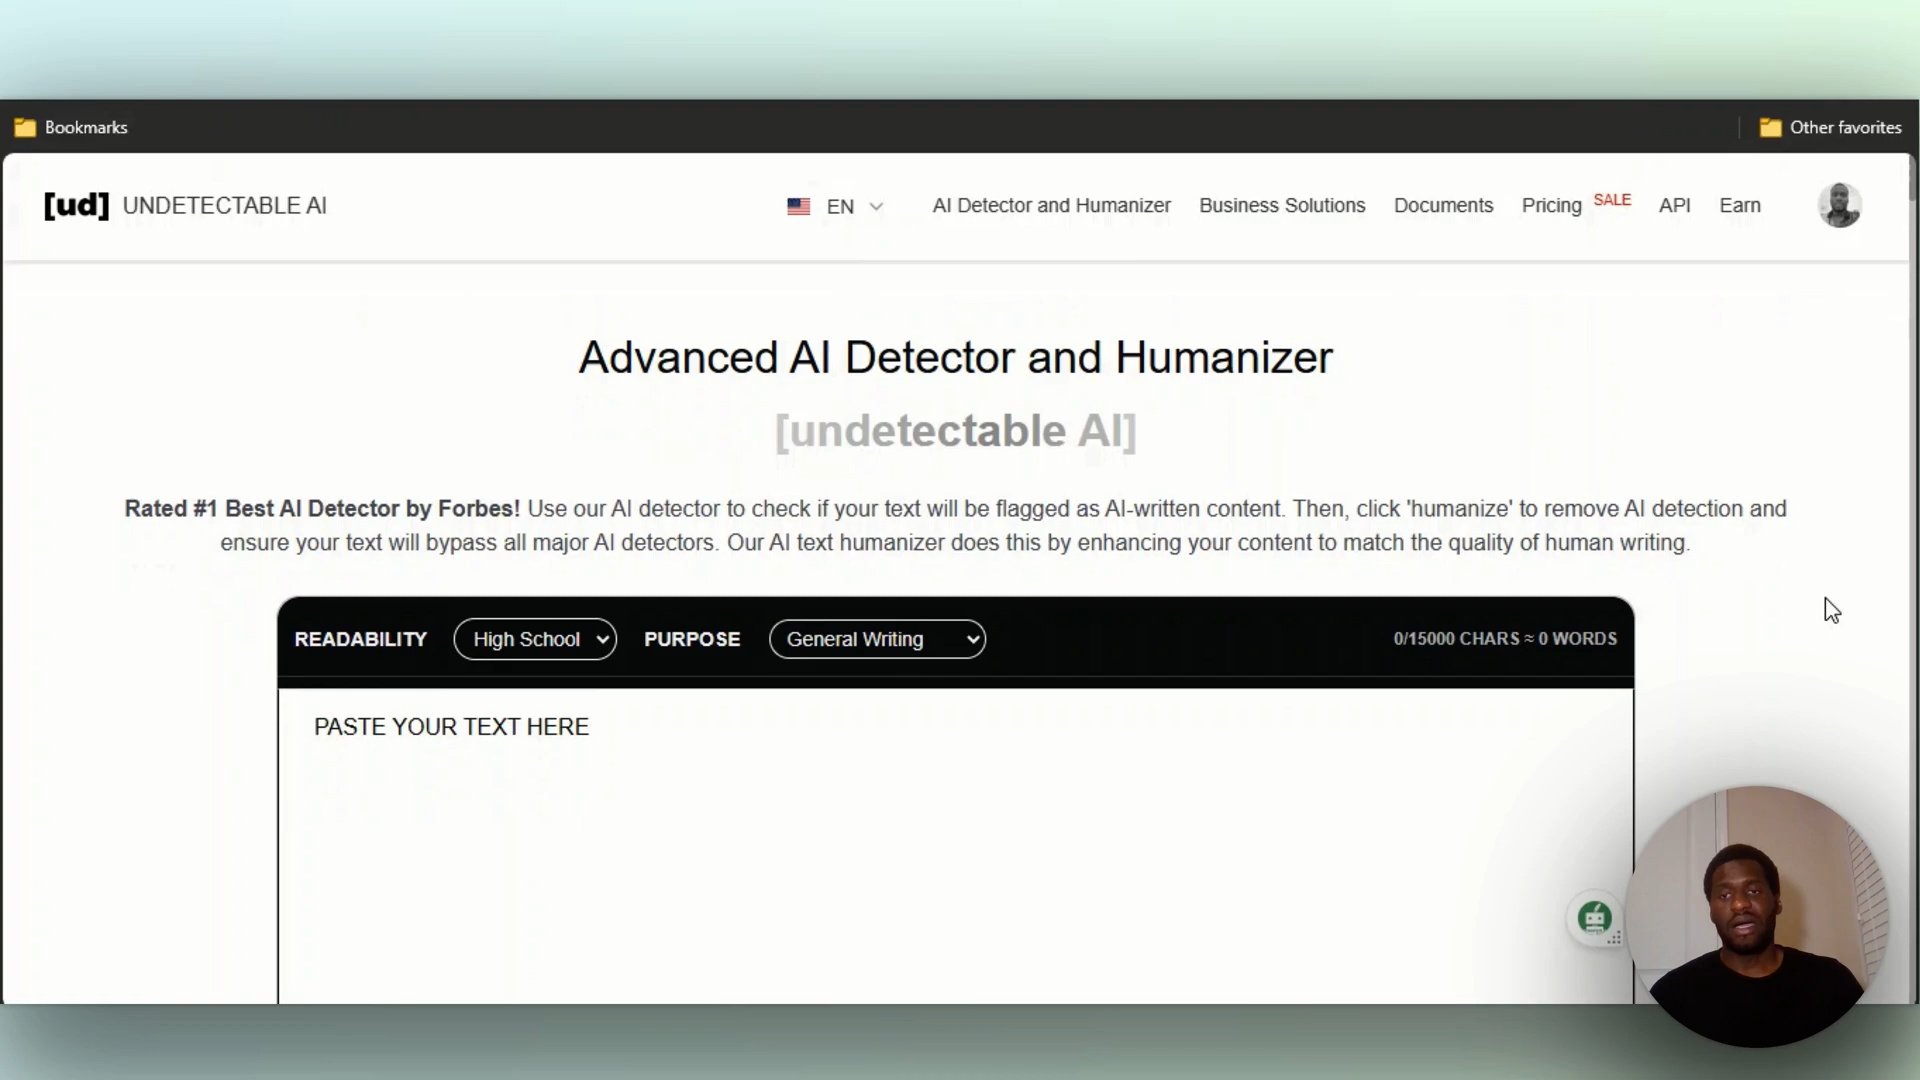 Bookmarks
Other favorites
[ud] UNDETECTABLE AI
EN
AI Detector and Humanizer
Business Solutions
Documents
Pricing
SALE
API
Earn
Advanced AI Detector and Humanizer
[undetectable AI]
Rated #1 Best AI Detector by Forbes! Use our AI detector to check if your text will be flagged as AI-written content. Then, click 'humanize' to remove AI detection and
ensure your text will bypass all major AI detectors. Our AI text humanizer does this by enhancing your content to match the quality of human writing.
READABILITY
High School
PURPOSE
General Writing
0/15000 CHARS ≈ 0 WORDS
PASTE YOUR TEXT HERE